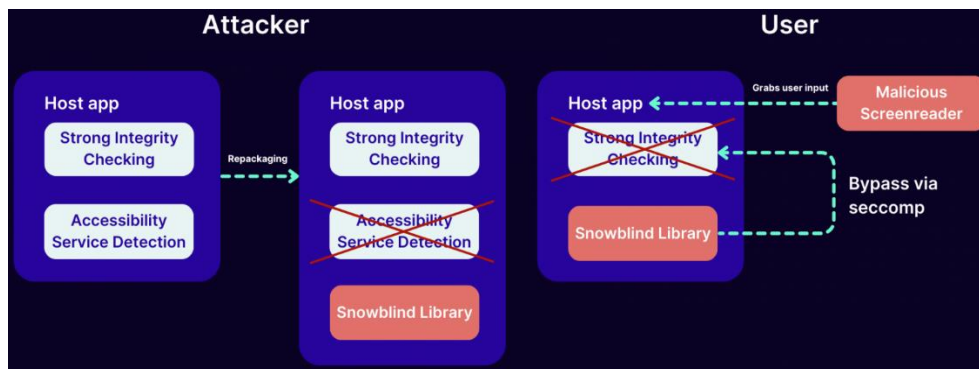 Attacker
User
Host app
Strong Integrity
Checking
Accessibility
Service Detection
Repackaging
Host app
Strong Integrity
Checking
Accessibility
Service Detection
Snowblind Library
Host app
Strong Integrity
Checking
Snowblind Library
Grabs user input
Malicious
Screenreader
Bypass via
seccomp